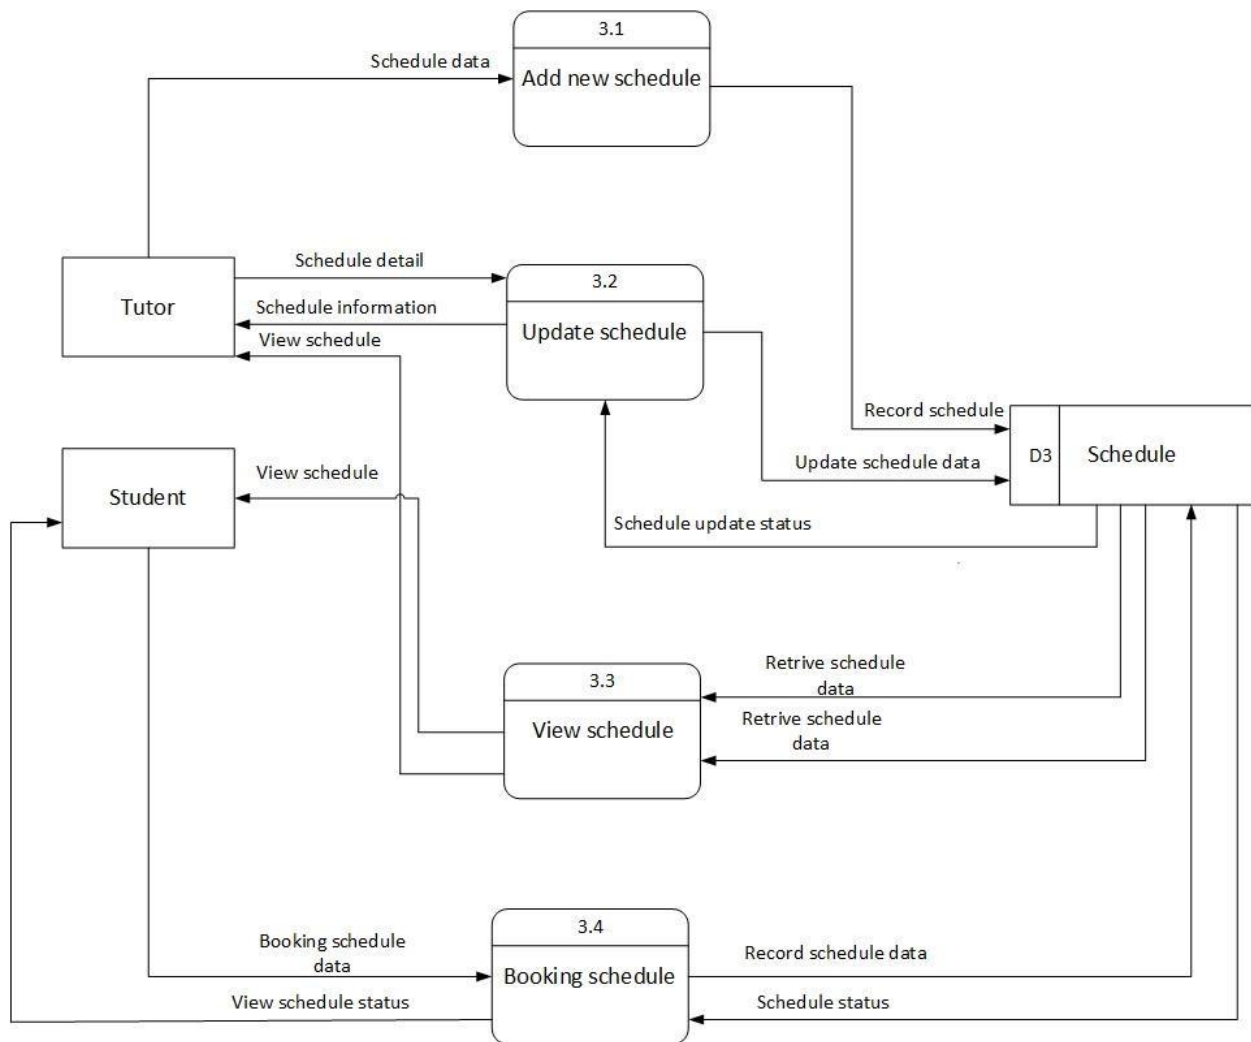 3.1
Schedule data
Add new schedule
Schedule detail
3.2
Tutor
Schedule information
Update schedule
View schedule
Record schedule
D3
Schedule
Update schedule data
View schedule
Student
Schedule update status
Retrive schedule
data
3.3
Retrive schedule
data
View schedule
3.4
Booking schedule
data
Record schedule data
Booking schedule
View schedule status
Schedule status